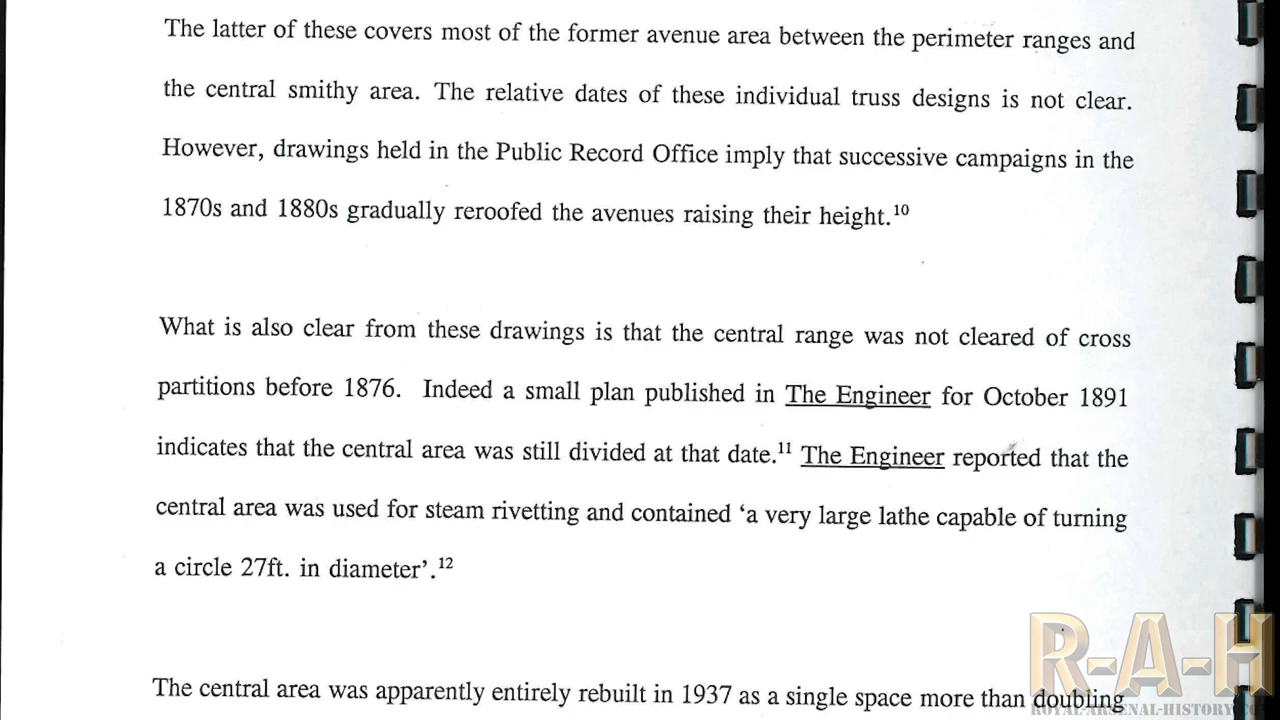 The latter of these covers most of the former avenue area between the perimeter ranges and
the central smithy area. The relative dates of these individual truss designs is not clear.
However, drawings held in the Public Record Office imply that successive campaigns in the
1870s and 1880s gradually reroofed the avenues raising their height.¹⁰
What is also clear from these drawings is that the central range was not cleared of cross
partitions before 1876. Indeed a small plan published in The Engineer for October 1891
indicates that the central area was still divided at that date.¹¹ The Engineer reported that the
central area was used for steam rivetting and contained ‘a very large lathe capable of turning
a circle 27ft. in diameter’.¹²
The central area was apparently entirely rebuilt in 1937 as a single space more than doubling
R-A-H
ROYAL-ARSENAL-HISTORY.CO